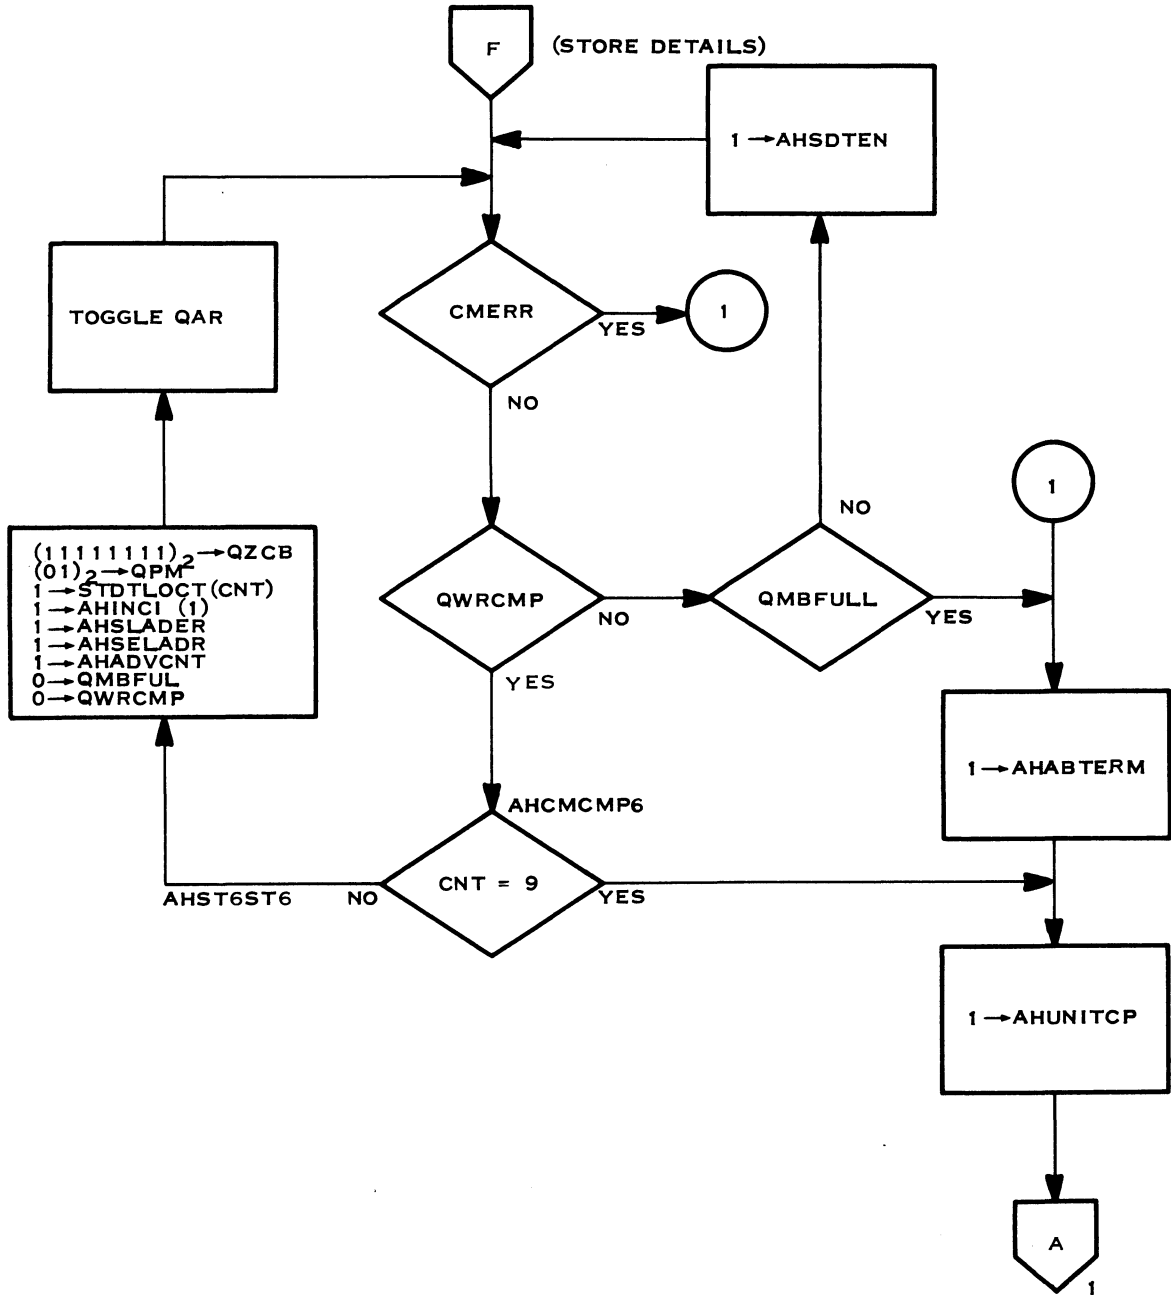 F (STORE DETAILS)
1→AHSDTEN
TOGGLE QAR
CMERR
YES
1
NO
1
NO
(11111111)₂→QZCB
(01)₂→QPM
1→STDTLOCT(CNT)
1→AHINCI (1)
1→AHSLADER
1→AHSELADR
1→AHADVCNT
0→QMBFUL
0→QWRCMP
QWRCMP
NO
QMBFULL
YES
YES
1→AHABTERM
AHCMCMP6
CNT = 9
AHST6ST6 NO
YES
1→AHUNITCP
A
1